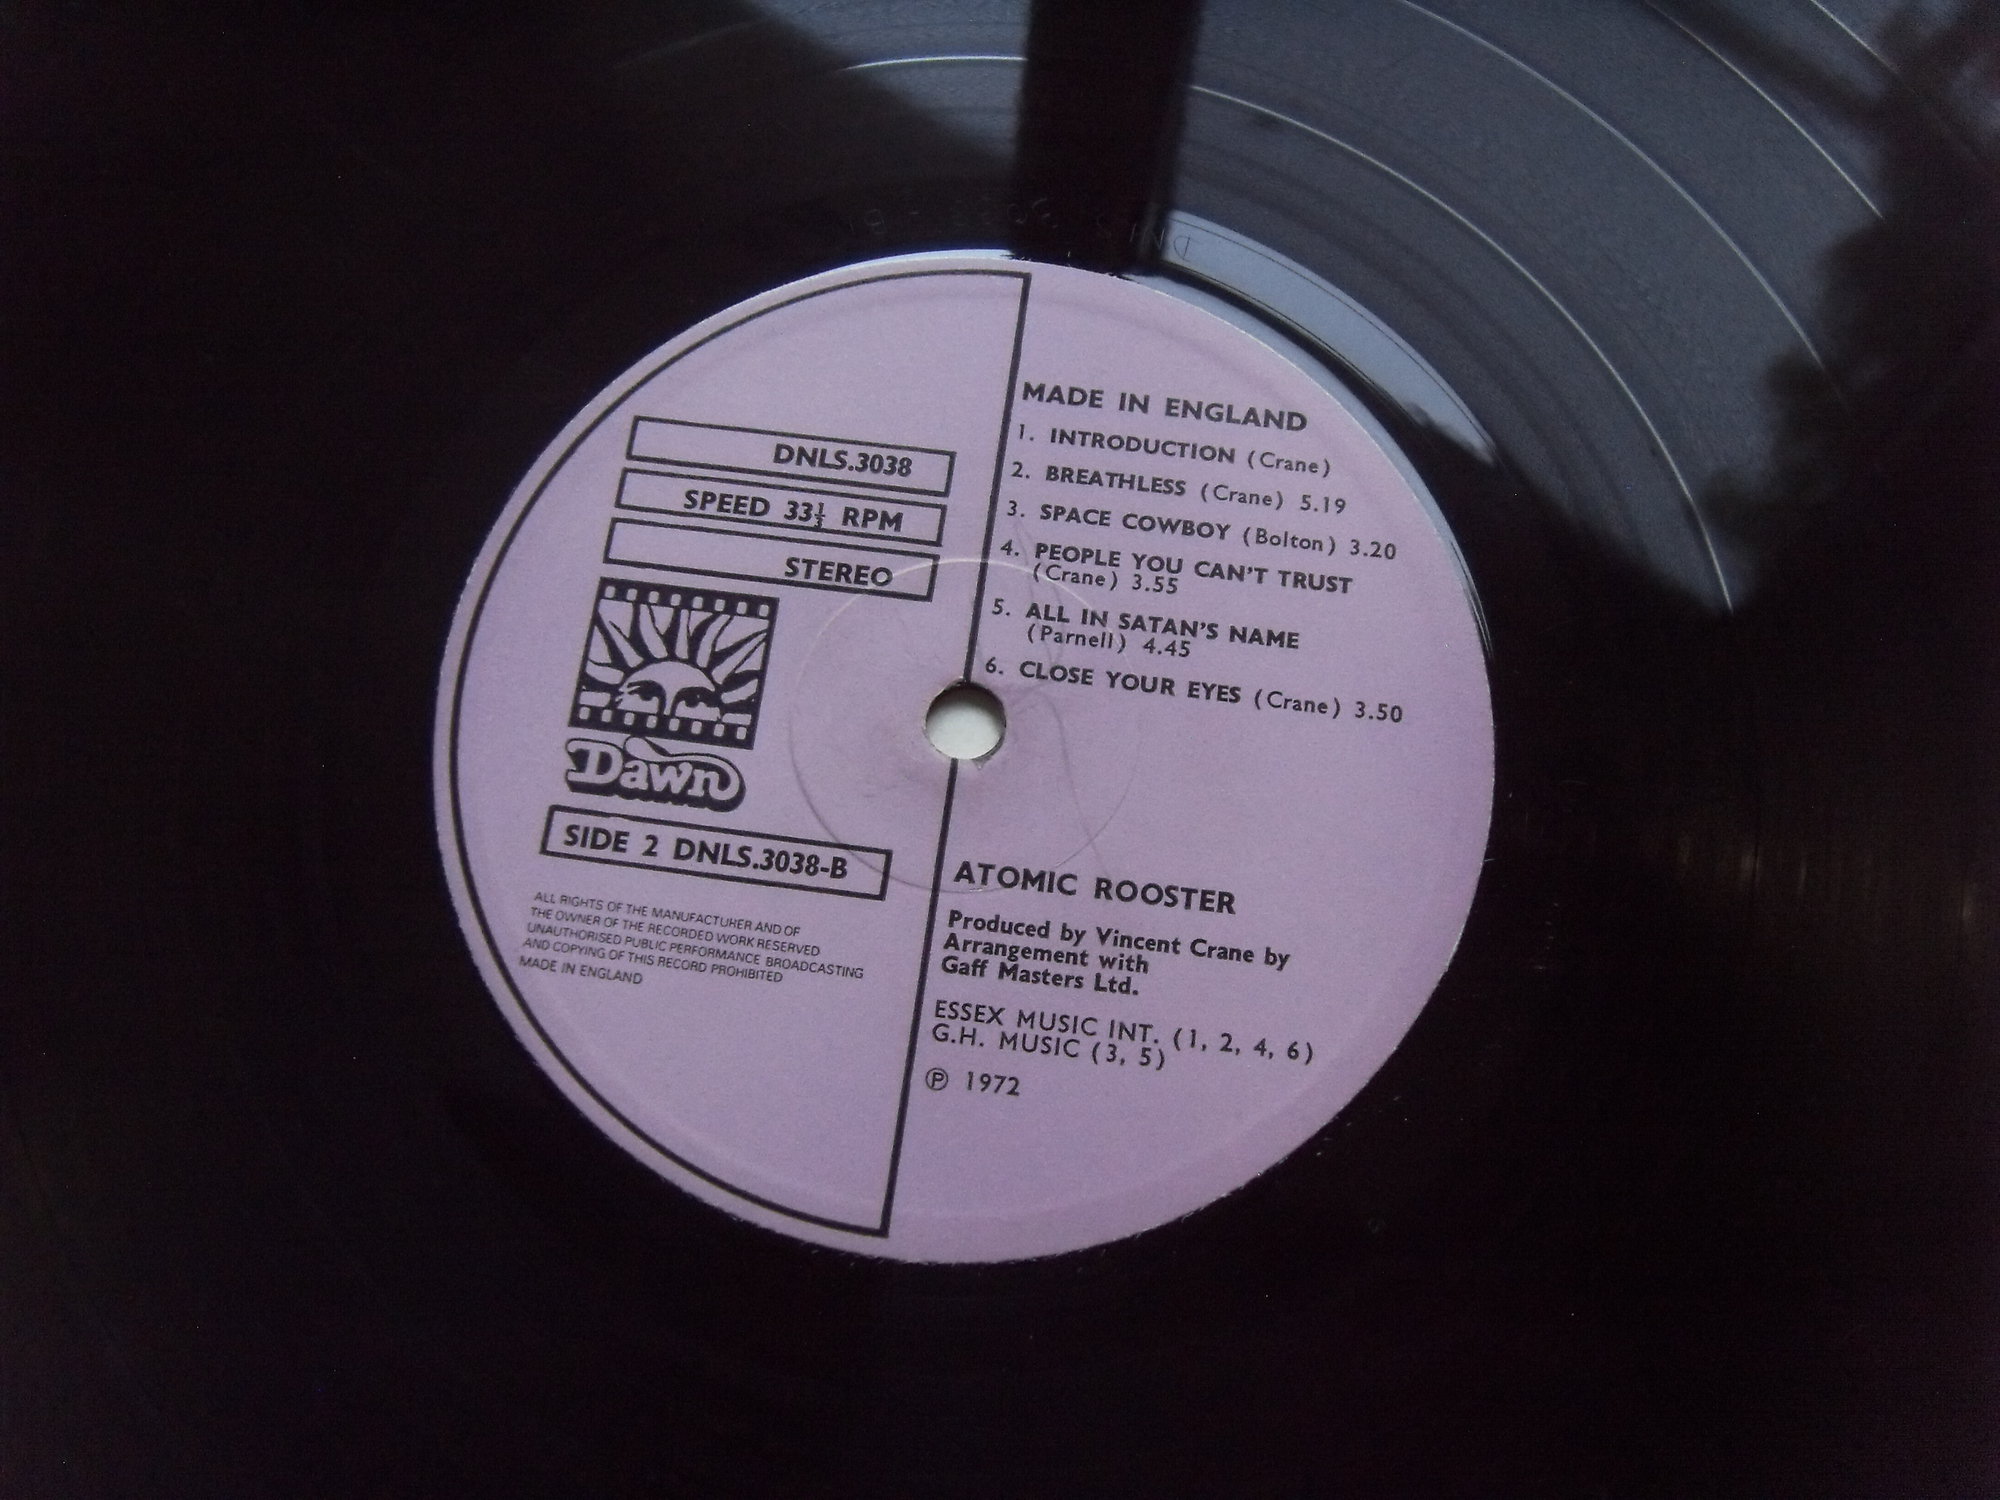 DNLS.3038
SPEED 33⅓ RPM
STEREO
Dawn
SIDE 2 DNLS.3038-B
ALL RIGHTS OF THE MANUFACTURER AND OF
THE OWNER OF THE RECORDED WORK RESERVED
UNAUTHORISED PUBLIC PERFORMANCE BROADCASTING
AND COPYING OF THIS RECORD PROHIBITED
MADE IN ENGLAND
MADE IN ENGLAND
1. INTRODUCTION (Crane)
2. BREATHLESS (Crane) 5.19
3. SPACE COWBOY (Bolton) 3.20
4. PEOPLE YOU CAN'T TRUST
(Crane) 3.55
5. ALL IN SATAN'S NAME
(Parnell) 4.45
6. CLOSE YOUR EYES (Crane) 3.50
ATOMIC ROOSTER
Produced by Vincent Crane by
Arrangement with
Gaff Masters Ltd.
ESSEX MUSIC INT. (1, 2, 4, 6)
G.H. MUSIC (3, 5)
Ⓟ 1972